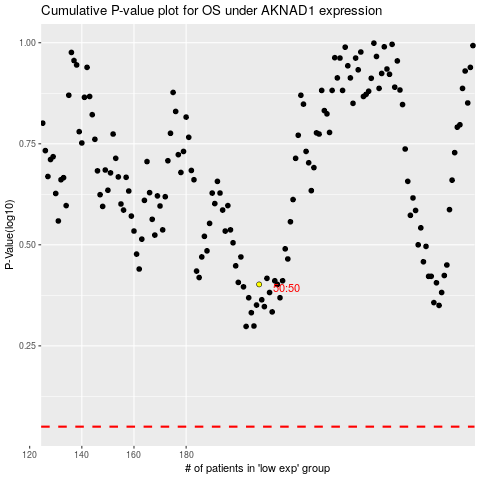 Cumulative P-value plot for OS under AKNAD1 expression
1.00
0.75
0.50
0.25
P-Value(log10)
50:50
120 140 160 180
# of patients in 'low exp' group